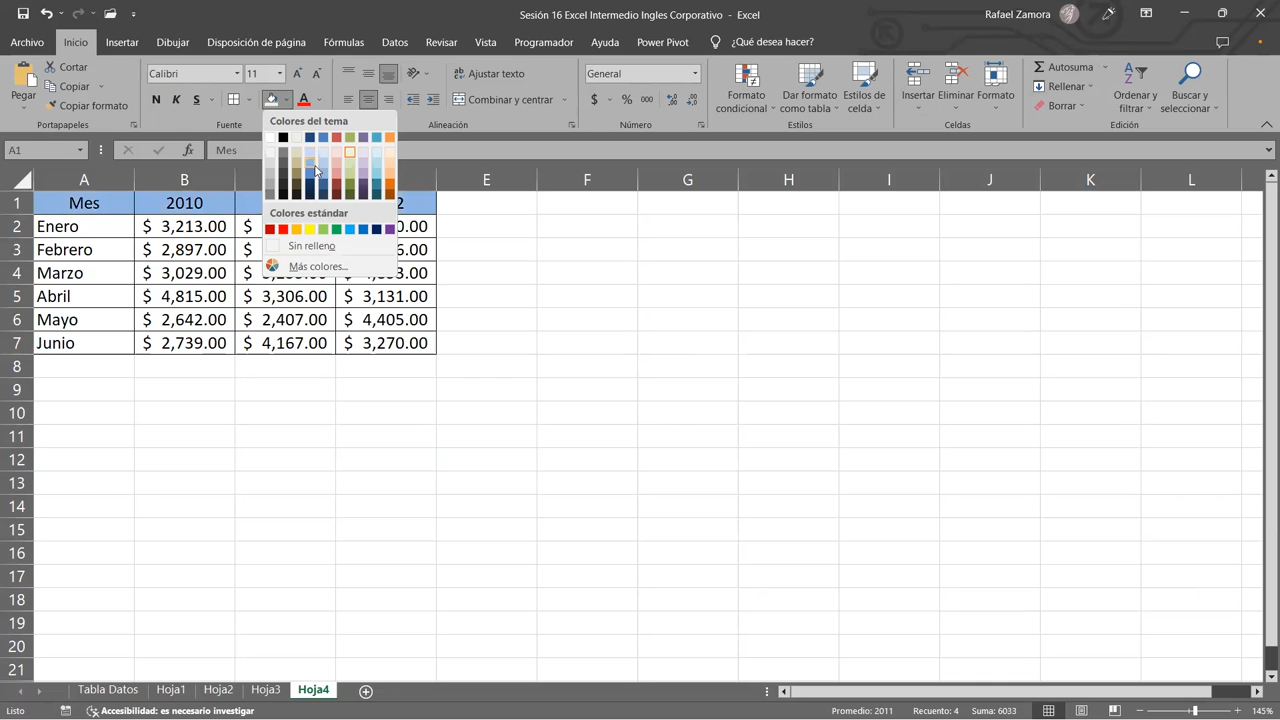 Sesión 16 Excel Intermedio Ingles Corporativo - Excel
Rafael Zamora
Archivo Inicio Insertar Dibujar Disposición de página Fórmulas Datos Revisar Vista Programador Ayuda Power Pivot ¿Qué desea hacer?
Pegar
Cortar
Copiar
Copiar formato
Portapapeles
Calibri 11
N K S
Fuente
Ajustar texto
Combinar y centrar
Alineación
General
$ % 000
Número
Formato condicional
Dar formato como tabla
Estilos de celda
Estilos
Insertar Eliminar Formato
Celdas
Autosuma
Rellenar
Borrar
Ordenar y filtrar
Buscar y seleccionar
Edición
A1 fx Mes
Colores del tema
Colores estándar
Sin relleno
Más colores...
A B E F G H I J K L
1 Mes 2010 2
2 Enero $ 3,213.00 $ 0.00
3 Febrero $ 2,897.00 $ 6.00
4 Marzo $ 3,029.00
5 Abril $ 4,815.00 $ 3,306.00 $ 3,131.00
6 Mayo $ 2,642.00 $ 2,407.00 $ 4,405.00
7 Junio $ 2,739.00 $ 4,167.00 $ 3,270.00
8
9
10
11
12
13
14
15
16
17
18
19
20
21
Tabla Datos Hoja1 Hoja2 Hoja3 Hoja4
Listo Accesibilidad: es necesario investigar Promedio: 2011 Recuento: 4 Suma: 6033 145%